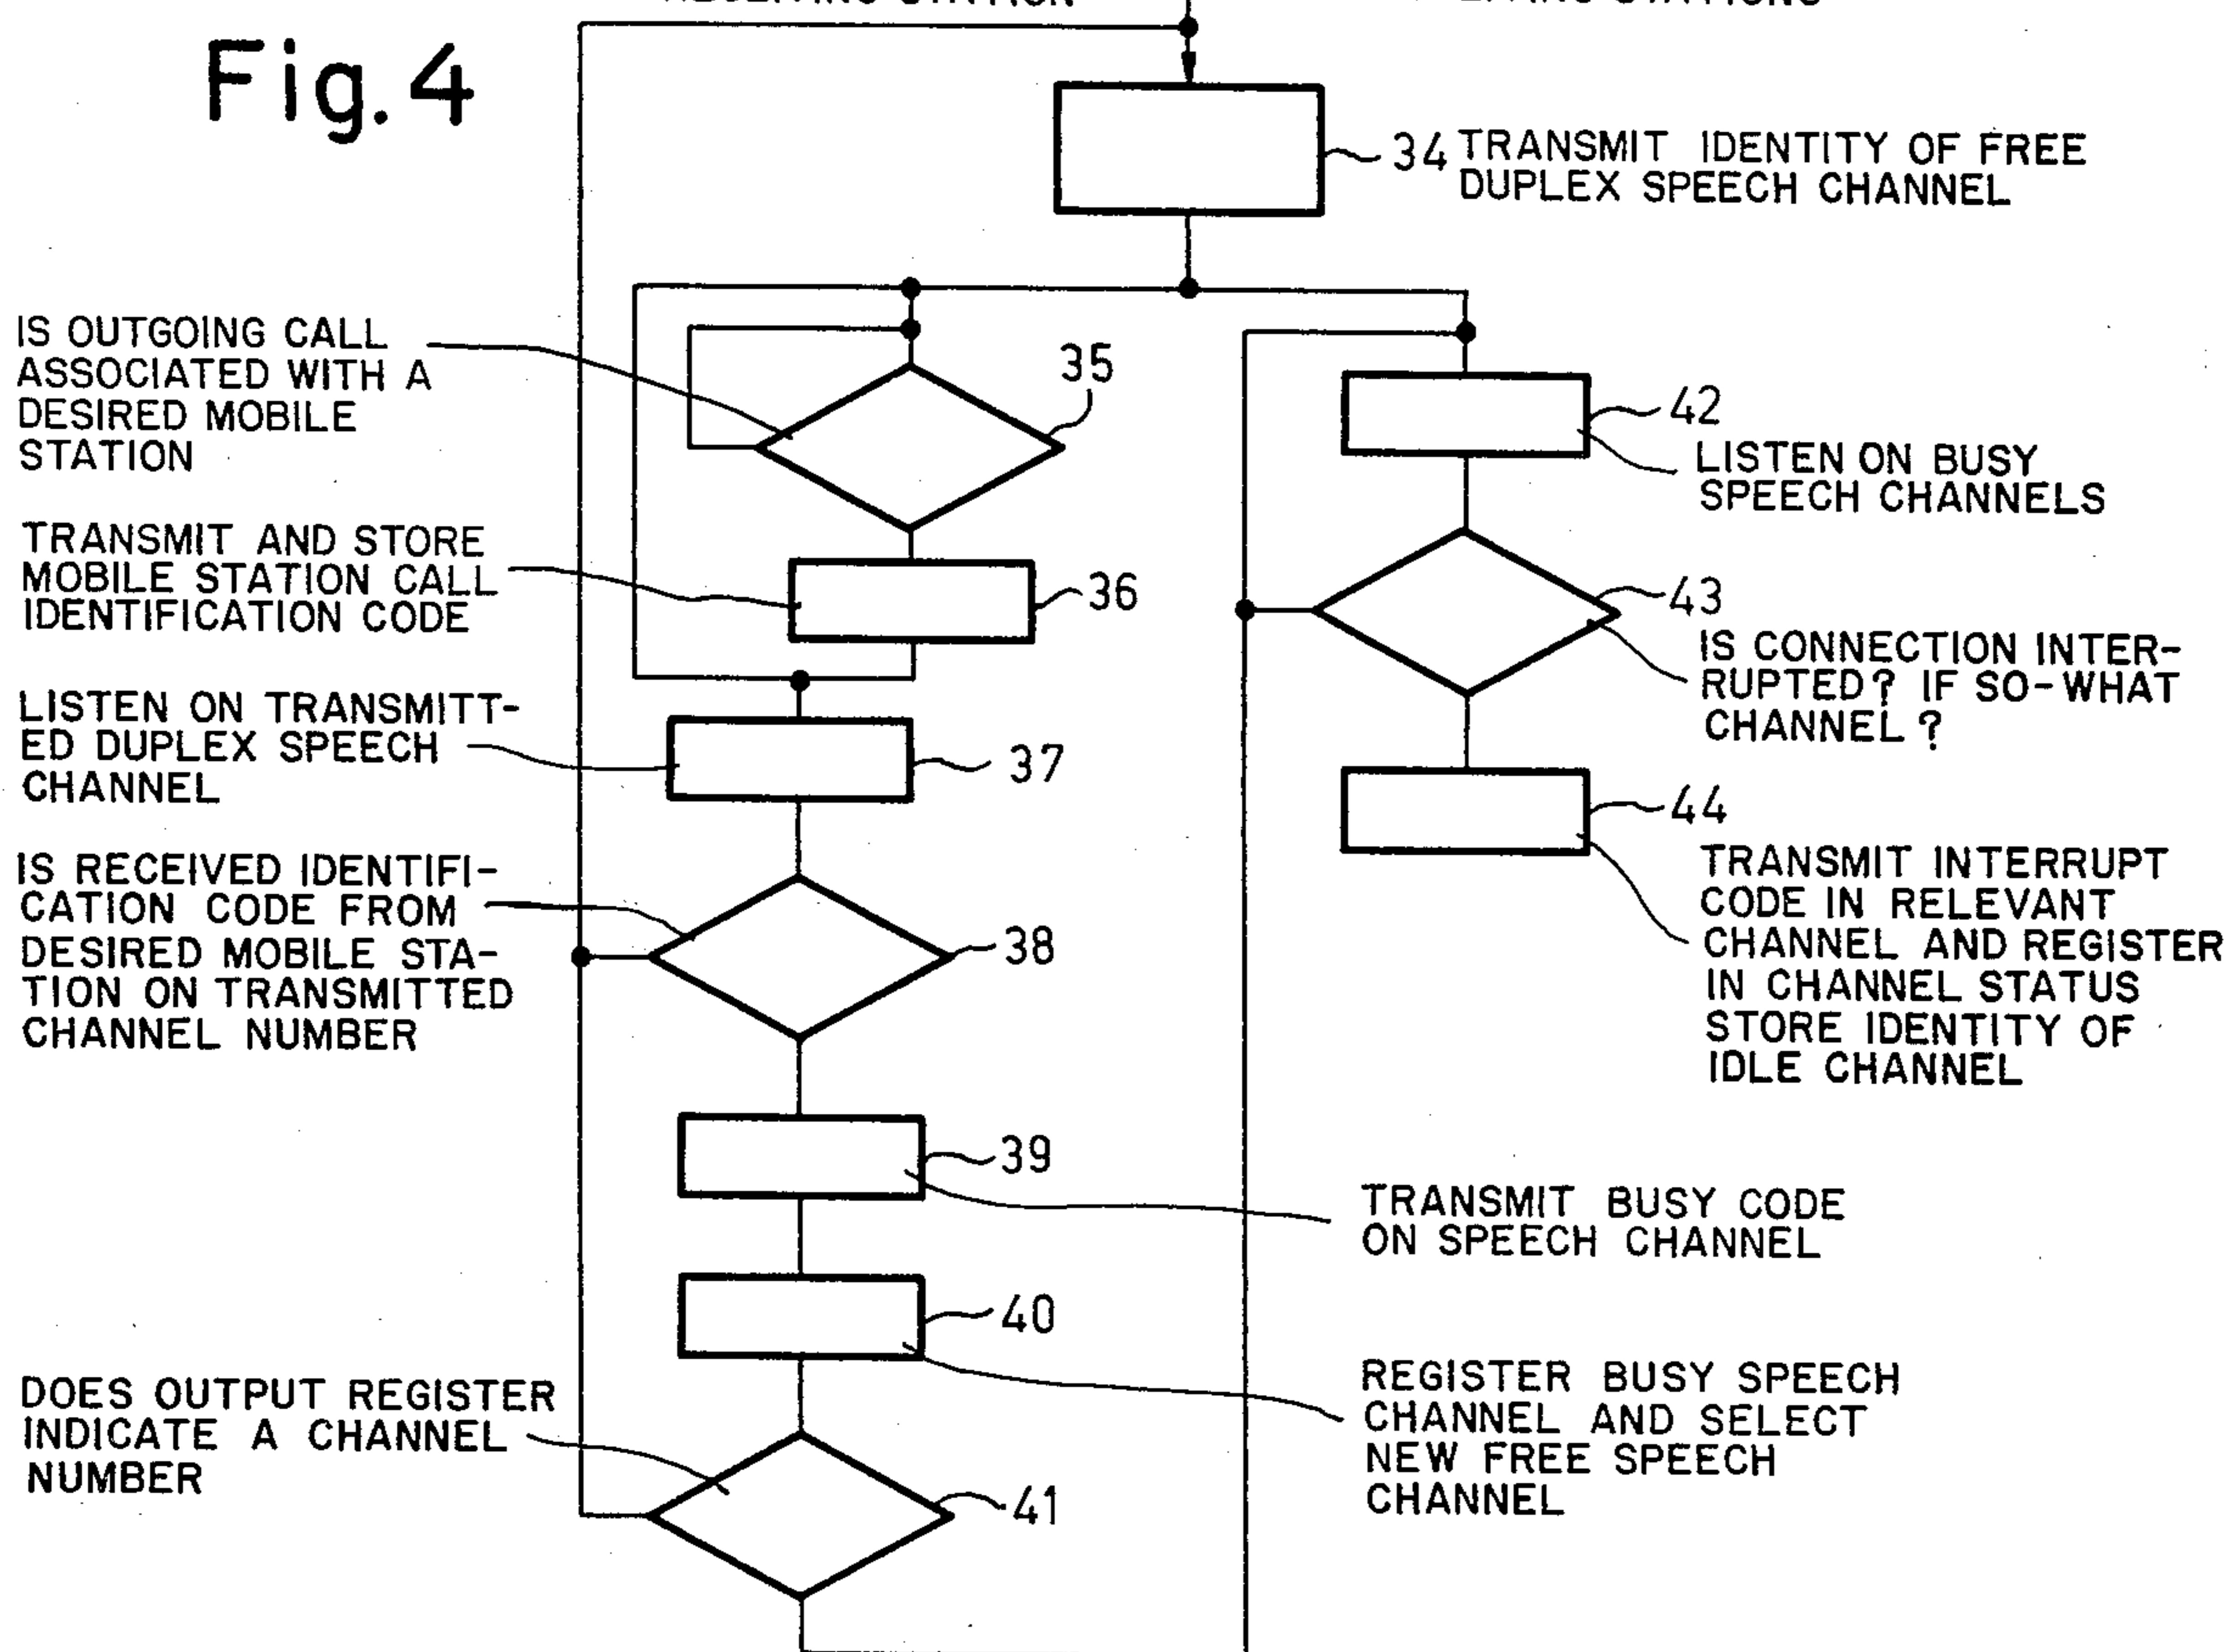 Fig. 4
34 TRANSMIT IDENTITY OF FREE
DUPLEX SPEECH CHANNEL
IS OUTGOING CALL
ASSOCIATED WITH A
DESIRED MOBILE
STATION
35
TRANSMIT AND STORE
MOBILE STATION CALL
IDENTIFICATION CODE
36
LISTEN ON TRANSMITT-
ED DUPLEX SPEECH
CHANNEL
37
IS RECEIVED IDENTIFI-
CATION CODE FROM
DESIRED MOBILE STA-
TION ON TRANSMITTED
CHANNEL NUMBER
38
39
TRANSMIT BUSY CODE
ON SPEECH CHANNEL
40
REGISTER BUSY SPEECH
CHANNEL AND SELECT
NEW FREE SPEECH
CHANNEL
DOES OUTPUT REGISTER
INDICATE A CHANNEL
NUMBER
41
42
LISTEN ON BUSY
SPEECH CHANNELS
43
IS CONNECTION INTER-
RUPTED? IF SO-WHAT
CHANNEL?
44
TRANSMIT INTERRUPT
CODE IN RELEVANT
CHANNEL AND REGISTER
IN CHANNEL STATUS
STORE IDENTITY OF
IDLE CHANNEL